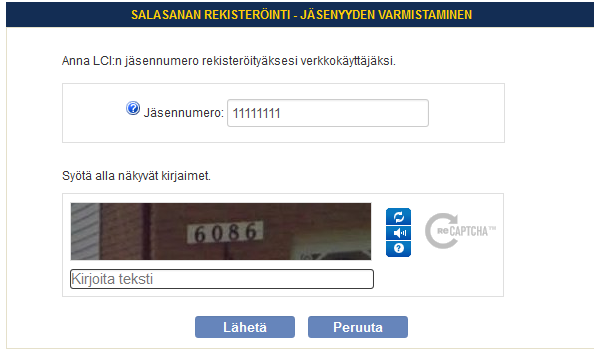 SALASANAN REKISTERÖINTI - JÄSENYYDEN VARMISTAMINEN
Anna LCI:n jäsennumero rekisteröityäksesi verkkokäyttäjäksi.
? Jäsennumero: 11111111
Syötä alla näkyvät kirjaimet.
6086
?
reCAPTCHA™
Kirjoita teksti
Lähetä Peruuta